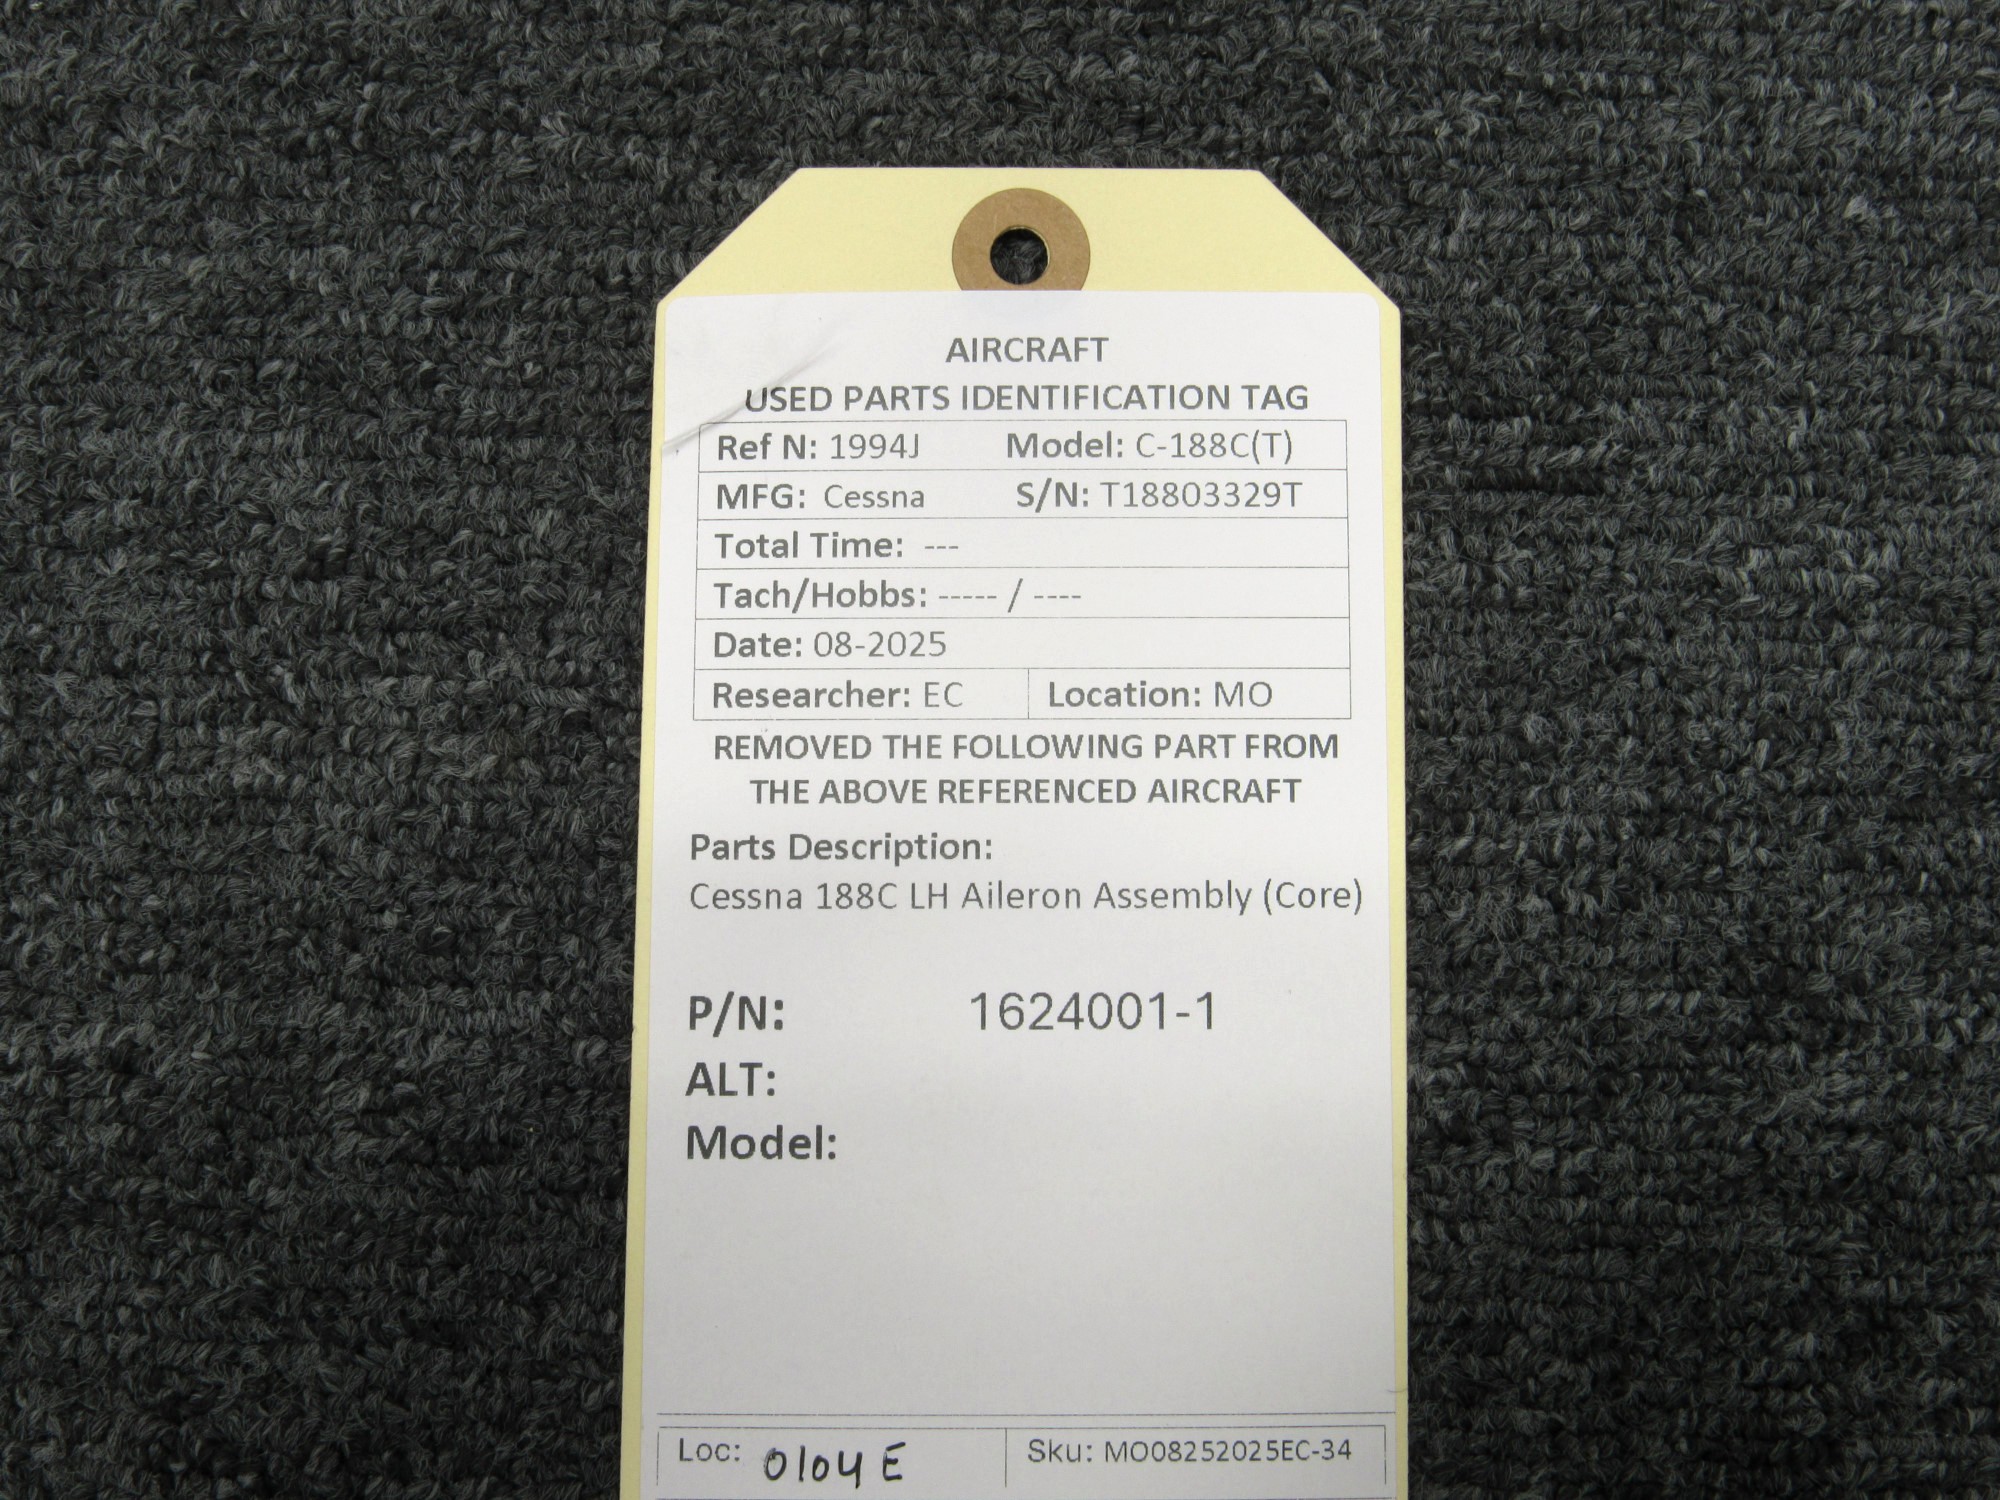 AIRCRAFT
USED PARTS IDENTIFICATION TAG
Ref N: 1994J Model: C-188C(T)
MFG: Cessna S/N: T18803329T
Total Time: ---
Tach/Hobbs: ----- / ----
Date: 08-2025
Researcher: EC Location: MO
REMOVED THE FOLLOWING PART FROM
THE ABOVE REFERENCED AIRCRAFT
Parts Description:
Cessna 188C LH Aileron Assembly (Core)
P/N: 1624001-1
ALT:
Model:
Loc: 0104E Sku: MO08252025EC-34